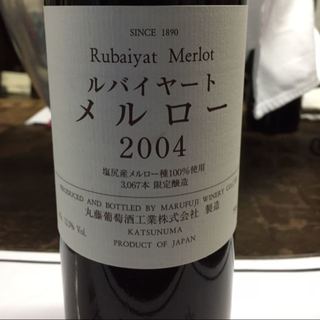 SINCE 1890
Rubaiyat Merlot
ルバイヤート
メルロー
2004
塩尻産メルロー種100%使用
3,067本 限定醸造
PRODUCED AND BOTTLED BY MARUFUJI WINERY
丸藤葡萄酒工業株式会社 製造
KATSUNUMA
PRODUCT OF JAPAN